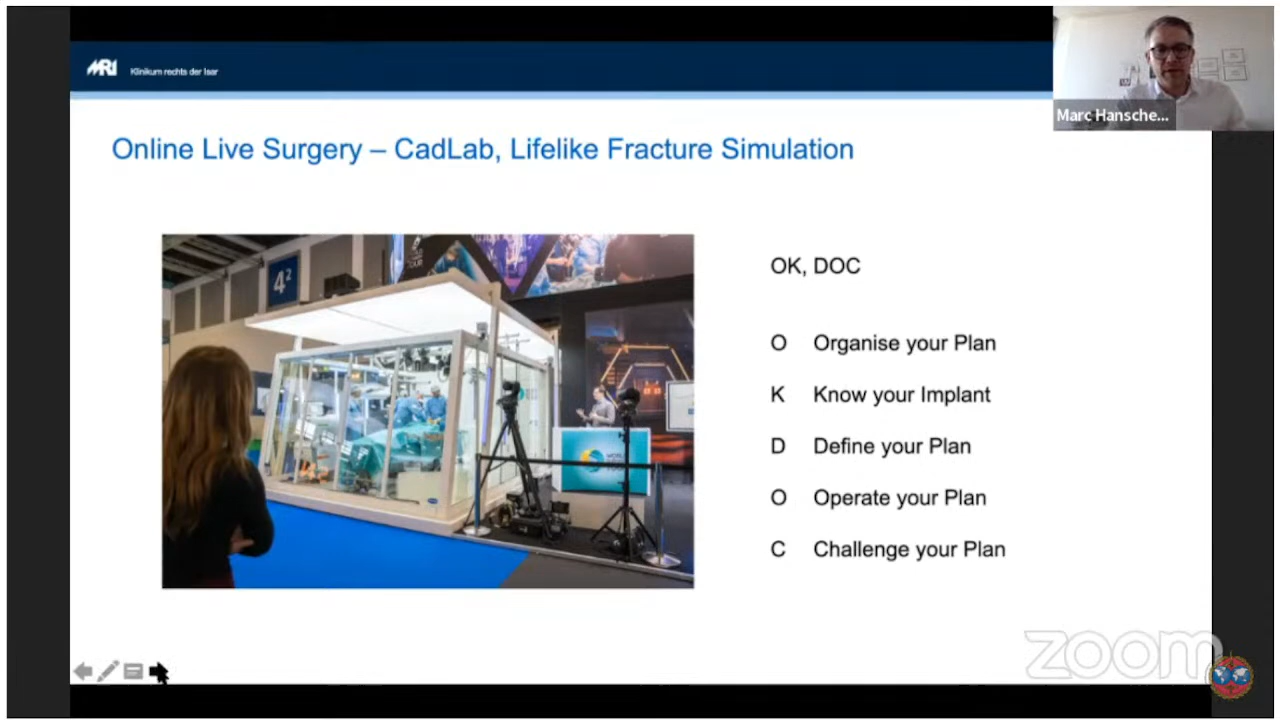 MRI Klinikum rechts der Isar
Marc Hansche...
Online Live Surgery – CadLab, Lifelike Fracture Simulation
4²
OK, DOC
O Organise your Plan
K Know your Implant
D Define your Plan
O Operate your Plan
C Challenge your Plan
zoom